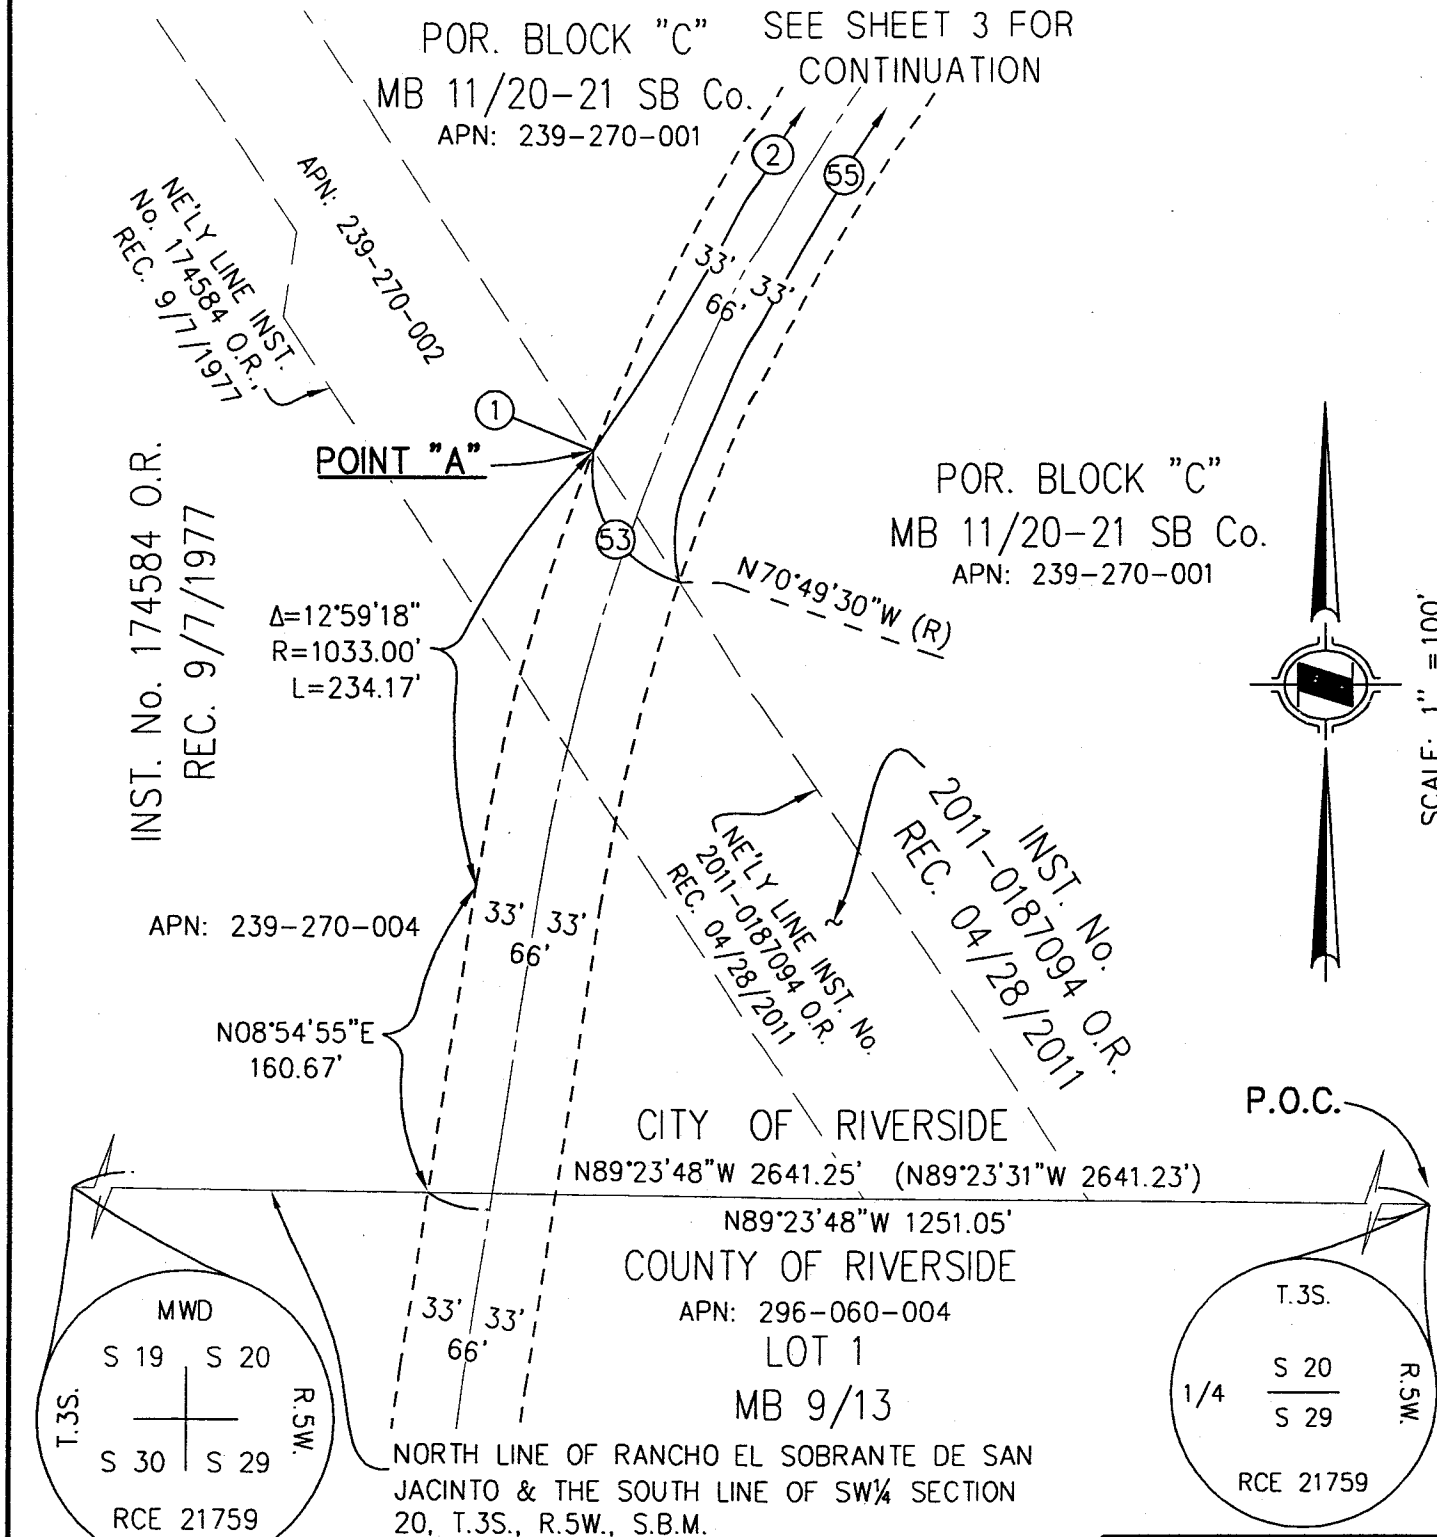 POR. BLOCK "C"
MB 11/20-21 SB Co.
APN: 239-270-001
SEE SHEET 3 FOR
CONTINUATION
2
55
APN: 239-270-002
NE'LY LINE INST.
No. 174584 O.R.,
REC. 9/7/1977
33'
33'
66'
1
POINT "A"
53
POR. BLOCK "C"
MB 11/20-21 SB Co.
APN: 239-270-001
N70°49'30"W (R)
INST. No. 174584 O.R.
REC. 9/7/1977
Δ=12°59'18"
R=1033.00'
L=234.17'
SCALE: 1" =100'
NE'LY LINE INST. No.
2011-0187094 O.R.
REC. 04/28/2011
INST. No.
2011-0187094 O.R.
REC. 04/28/2011
APN: 239-270-004
33' 33'
66'
N08°54'55"E
160.67'
P.O.C.
CITY OF RIVERSIDE
N89°23'48"W 2641.25' (N89°23'31"W 2641.23')
N89°23'48"W 1251.05'
COUNTY OF RIVERSIDE
APN: 296-060-004
LOT 1
MB 9/13
33' 33'
66'
MWD
S 19 S 20
T.3S.
R.5W.
S 30 S 29
RCE 21759
T.3S.
1/4
S 20
S 29
R.5W.
RCE 21759
NORTH LINE OF RANCHO EL SOBRANTE DE SAN
JACINTO & THE SOUTH LINE OF SW¼ SECTION
20, T.3S., R.5W., S.B.M.